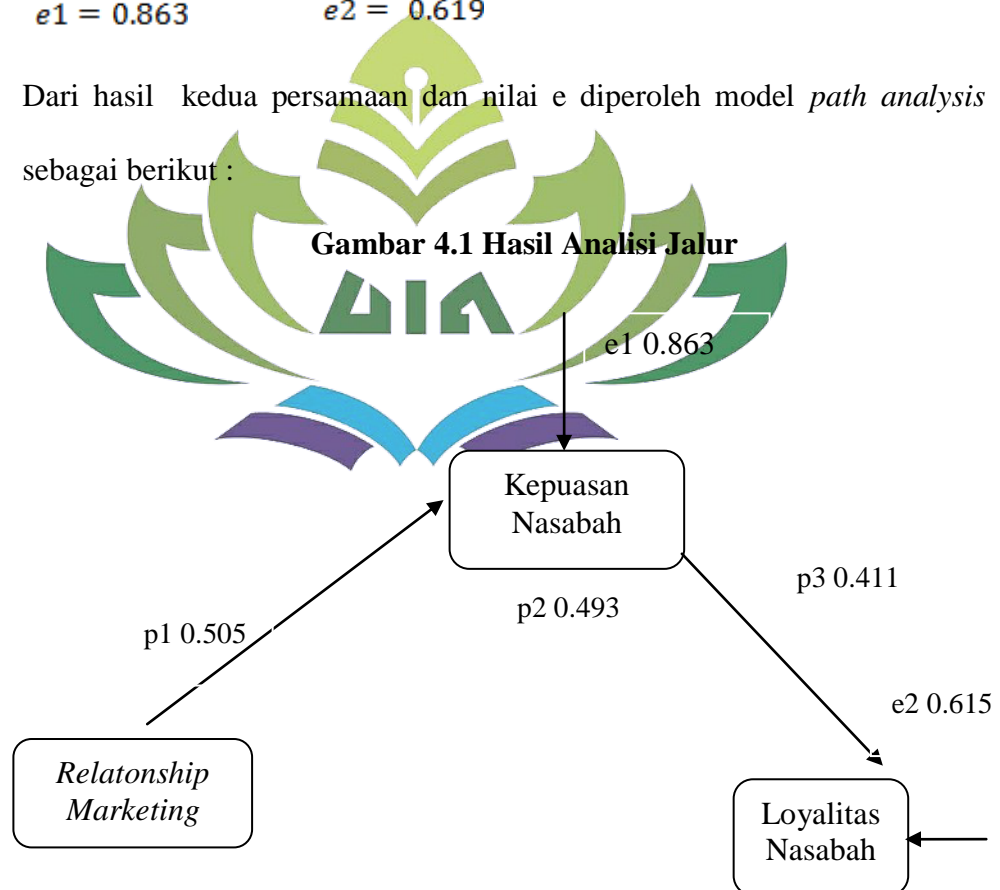 e1 = 0.863 e2 = 0.619
Dari hasil kedua persamaan dan nilai e diperoleh model path analysis
sebagai berikut :
Gambar 4.1 Hasil Analisi Jalur
UIN
e1 0.863
Kepuasan
Nasabah
p3 0.411
p2 0.493
p1 0.505
e2 0.615
Relatonship
Marketing
Loyalitas
Nasabah